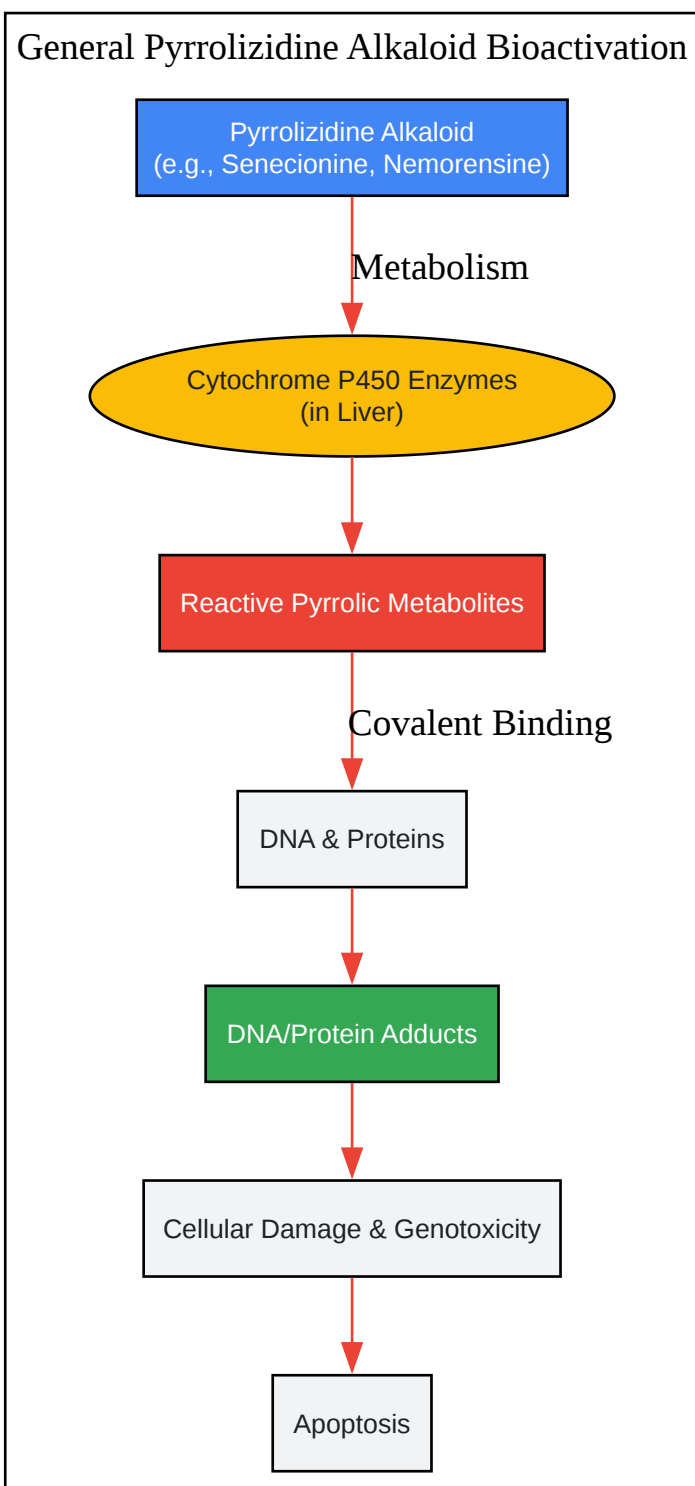 General Pyrrolizidine Alkaloid Bioactivation
Pyrrolizidine Alkaloid
(e.g., Senecionine, Nemorensine)
Metabolism
Cytochrome P450 Enzymes
(in Liver)
Reactive Pyrrolic Metabolites
Covalent Binding
DNA & Proteins
DNA/Protein Adducts
Cellular Damage & Genotoxicity
Apoptosis